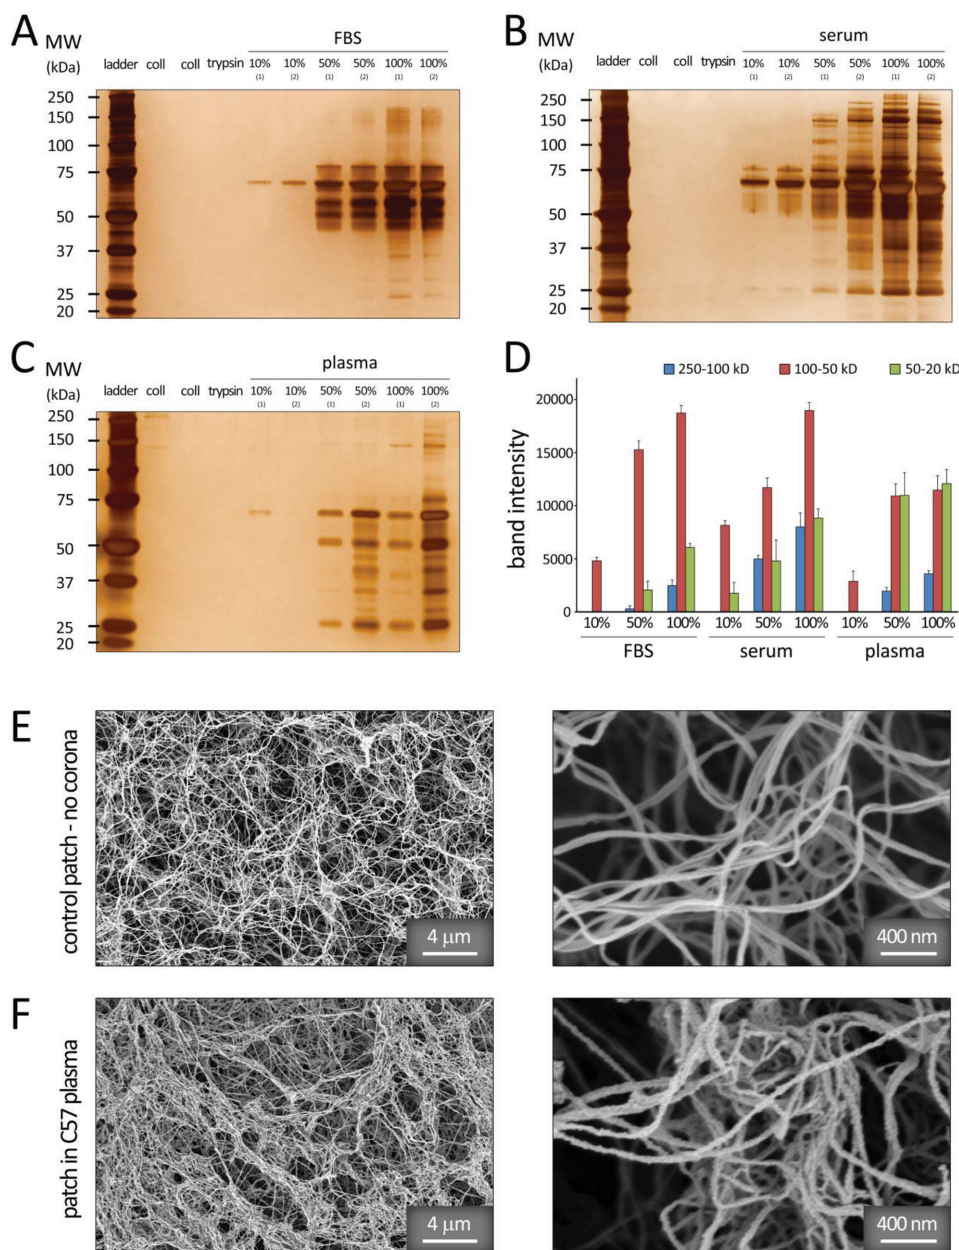 A
MW
(kDa)
FBS
ladder coll coll trypsin 10% 10% 50% 50% 100% 100%
(1) (2) (1) (2) (1) (2)
250
150
100
75
50
37
25
20
B
MW
(kDa)
serum
ladder coll coll trypsin 10% 10% 50% 50% 100% 100%
(1) (2) (1) (2) (1) (2)
250
150
100
75
50
37
25
20
C
MW
(kDa)
plasma
ladder coll coll trypsin 10% 10% 50% 50% 100% 100%
(1) (2) (1) (2) (1) (2)
250
150
100
75
50
37
25
20
D
250-100 kD 100-50 kD 50-20 kD
band intensity
20000
15000
10000
5000
0
10% 50% 100% 10% 50% 100% 10% 50% 100%
FBS serum plasma
E
control patch - no corona
4 μm
400 nm
F
patch in C57 plasma
4 μm
400 nm